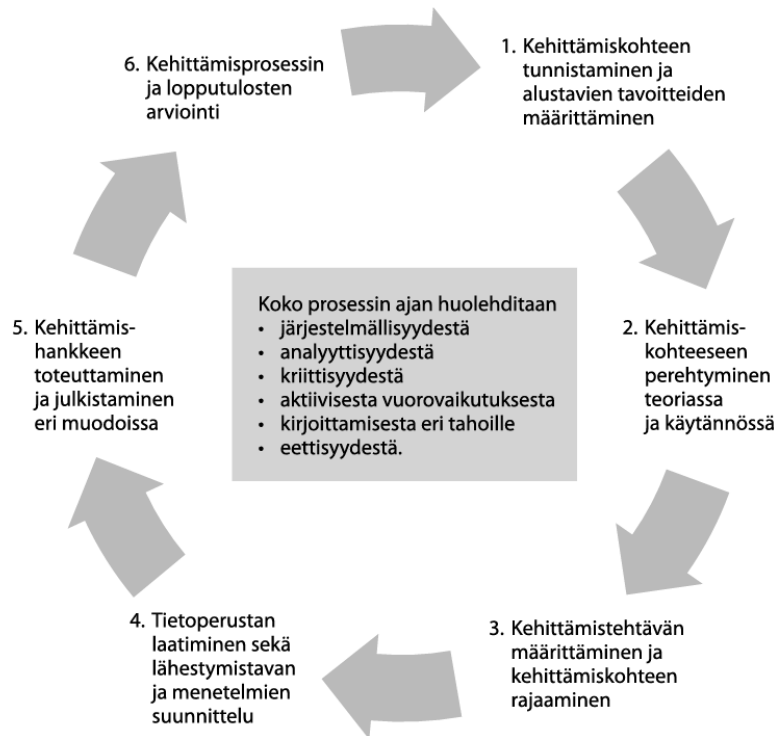 1. Kehittämiskohteen
tunnistaminen ja
alustavien tavoitteiden
määrittäminen
2. Kehittämis-
kohteeseen
perehtyminen
teoriassa
ja käytännössä
3. Kehittämistehtävän
määrittäminen ja
kehittämiskohteen
rajaaminen
4. Tietoperustan
laatiminen sekä
lähestymistavan
ja menetelmien
suunnittelu
5. Kehittämis-
hankkeen
toteuttaminen
ja julkistaminen
eri muodoissa
6. Kehittämisprosessin
ja lopputulosten
arviointi
Koko prosessin ajan huolehditaan
• järjestelmällisyydestä
• analyyttisyydestä
• kriittisyydestä
• aktiivisesta vuorovaikutuksesta
• kirjoittamisesta eri tahoille
• eettisyydestä.